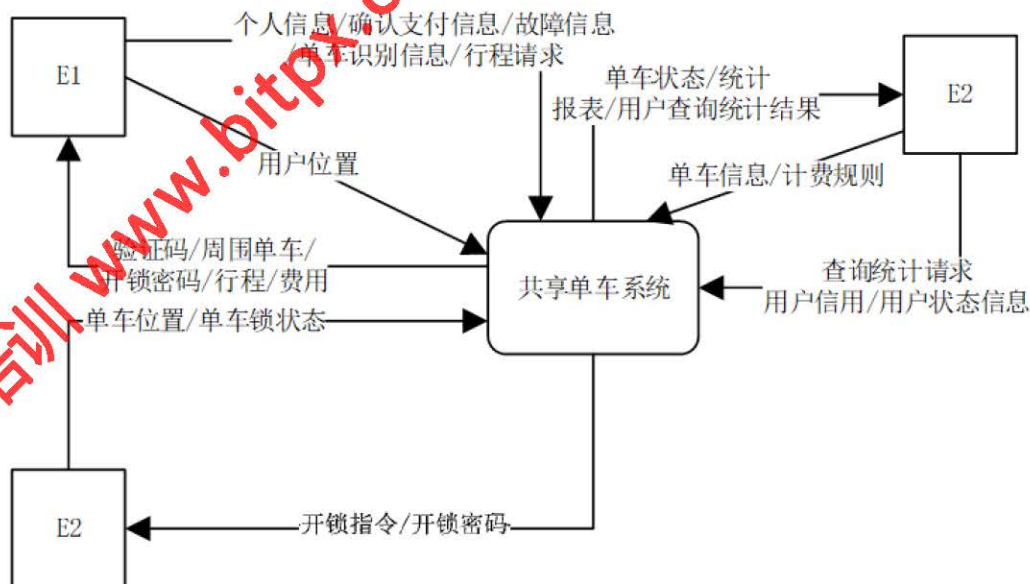 个人信息/确认支付信息/故障信息
/单车识别信息/行程请求
E1
单车状态/统计
报表/用户查询统计结果
E2
用户位置
单车信息/计费规则
验证码/周围单车/
开锁密码/行程/费用
共享单车系统
查询统计请求
用户信用/用户状态信息
单车位置/单车锁状态
E2
开锁指令/开锁密码
培训 www.bitpx.c